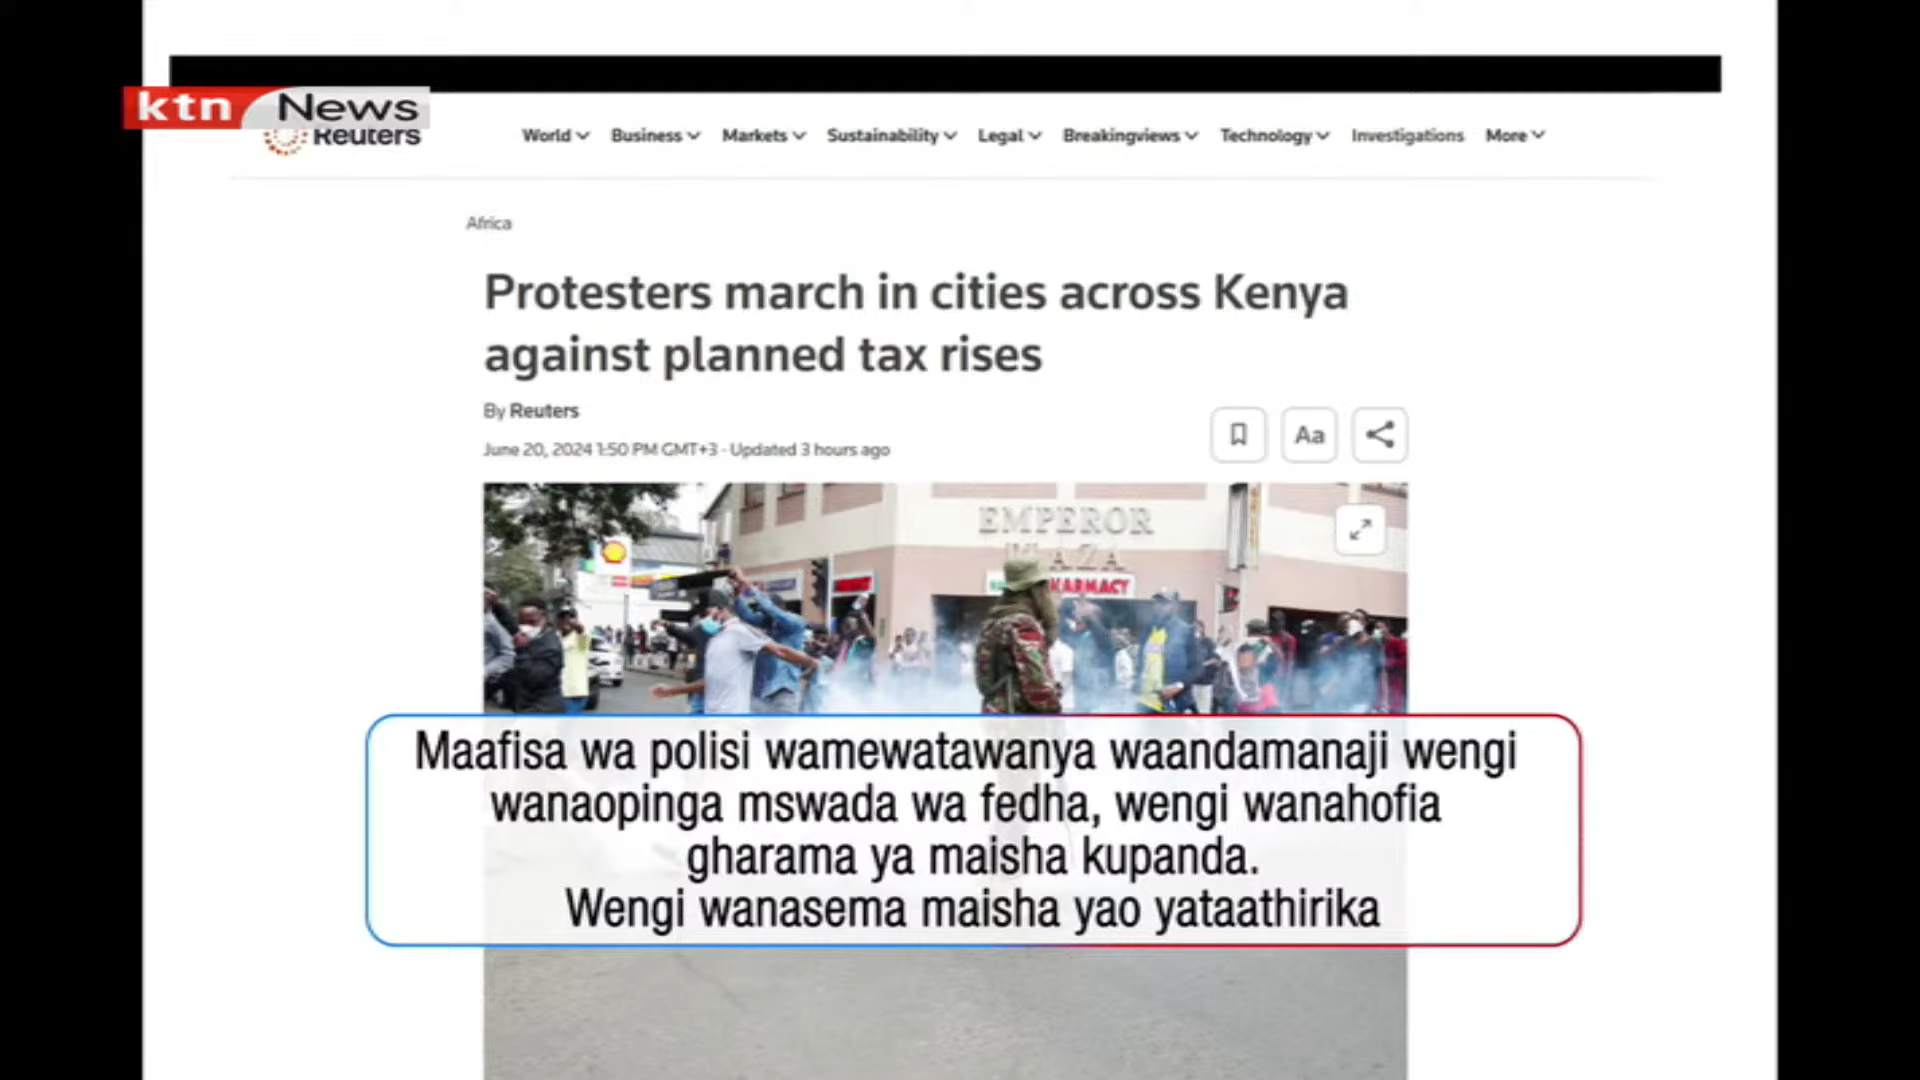 ktn News
Reuters
World Business Markets Sustainability Legal Breakingviews Technology Investigations More
Africa
Protesters march in cities across Kenya
against planned tax rises
By Reuters
June 20, 2024 1:50 PM GMT+3 · Updated 3 hours ago
Aa
EMPEROR
PLAZA
Maafisa wa polisi wamewatawanya waandamanaji wengi
wanaopinga mswada wa fedha, wengi wanahofia
gharama ya maisha kupanda.
Wengi wanasema maisha yao yataathirika